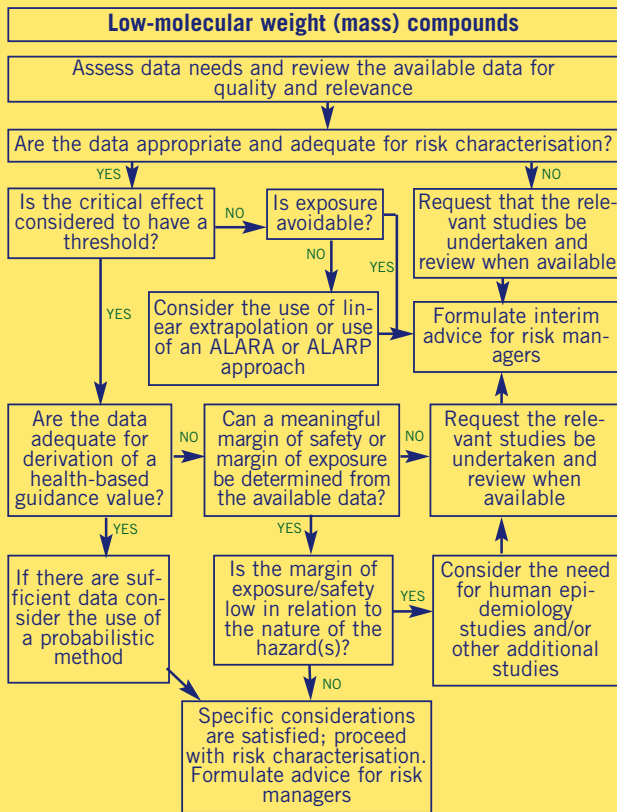 Low-molecular weight (mass) compounds
Assess data needs and review the available data for
quality and relevance
Are the data appropriate and adequate for risk characterisation?
YES
NO
Is the critical effect
considered to have a
threshold?
NO
Is exposure
avoidable?
Request that the rele-
vant studies be
undertaken and
review when available
NO
YES
YES
Consider the use of lin-
ear extrapolation or use
of an ALARA or ALARP
approach
Formulate interim
advice for risk man-
agers
Are the data
adequate for
derivation of a
health-based
guidance value?
NO
Can a meaningful
margin of safety or
margin of exposure
be determined from
the available data?
NO
Request the rele-
vant studies be
undertaken and
review when
available
YES
YES
If there are suf-
ficient data con-
sider the use of
a probabilistic
method
Is the margin of
exposure/safety
low in relation to
the nature of the
hazard(s)?
YES
Consider the need
for human epi-
demiology
studies and/or
other additional
studies
NO
Specific considerations
are satisfied; proceed
with risk characterisation.
Formulate advice for risk
managers